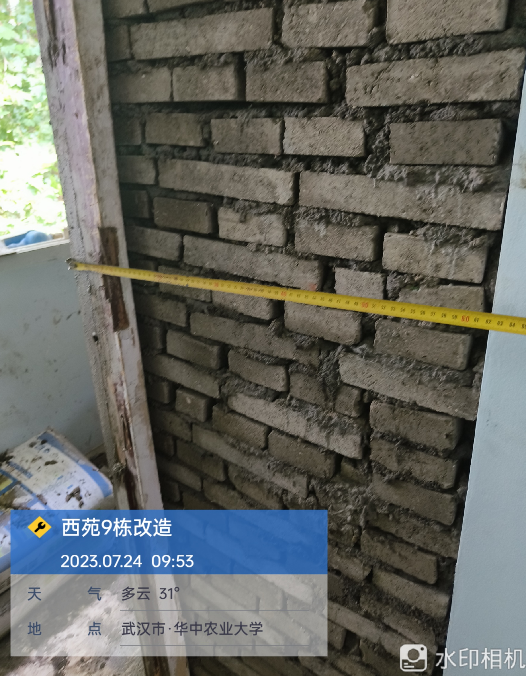 西苑9栋改造
2023.07.24 09:53
天 气 多云 31°
地 点 武汉市·华中农业大学
水印相机